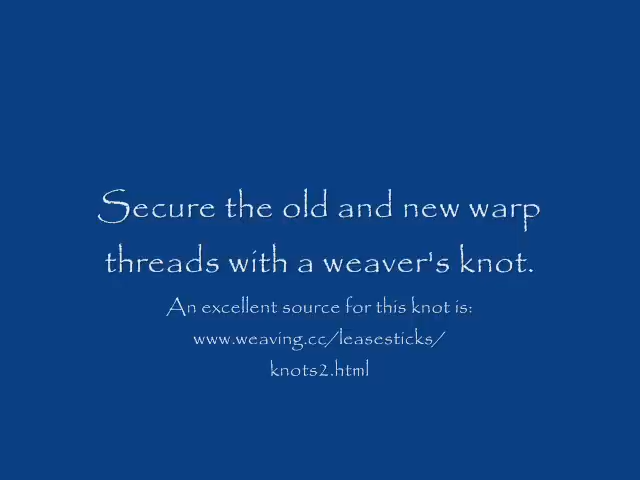 Secure the old and new warp
threads with a weaver's knot.
An excellent source for this knot is:
www.weaving.cc/leasesticks/
knots2.html